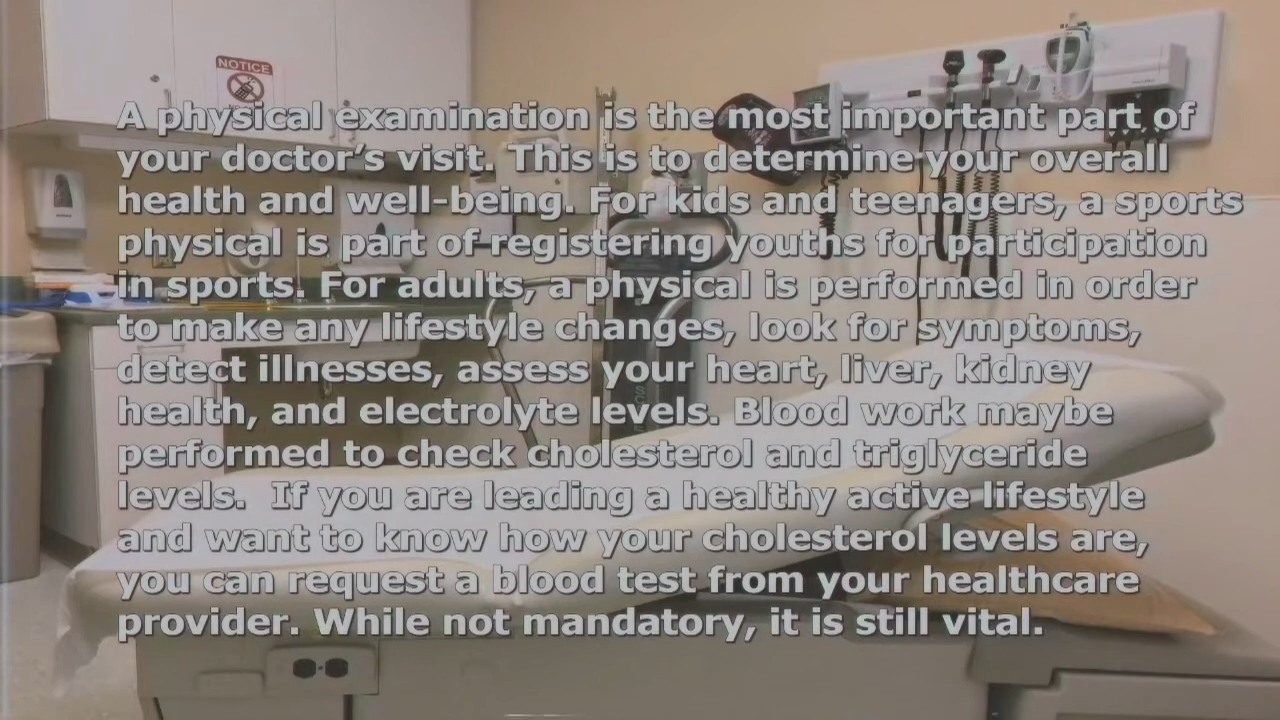 NOTICE
A physical examination is the most important part of
your doctor’s visit. This is to determine your overall
health and well-being. For kids and teenagers, a sports
physical is part of registering youths for participation
in sports. For adults, a physical is performed in order
to make any lifestyle changes, look for symptoms,
detect illnesses, assess your heart, liver, kidney
health, and electrolyte levels. Blood work maybe
performed to check cholesterol and triglyceride
levels.  If you are leading a healthy active lifestyle
and want to know how your cholesterol levels are,
you can request a blood test from your healthcare
provider. While not mandatory, it is still vital.